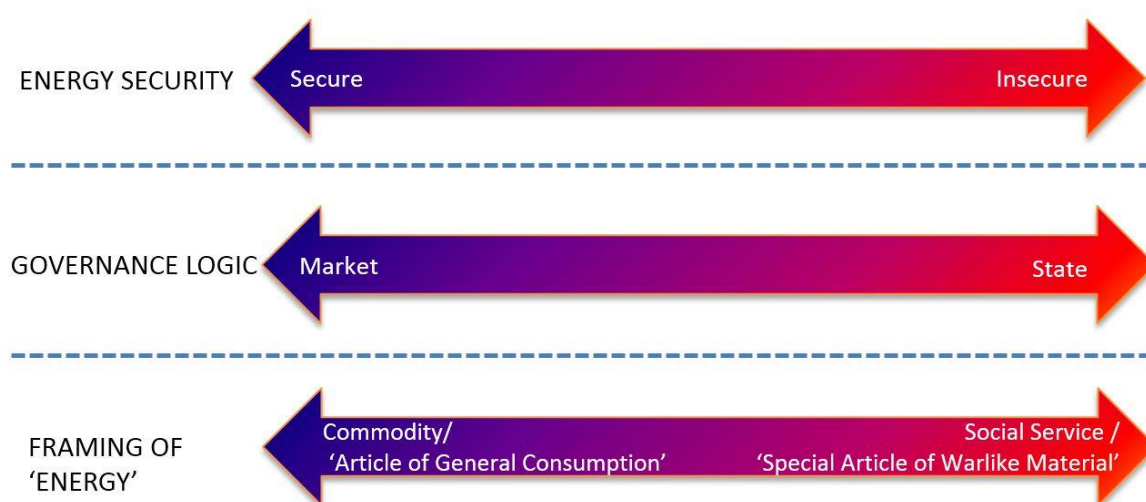 ENERGY SECURITY
Secure
Insecure
GOVERNANCE LOGIC
Market
State
FRAMING OF
‘ENERGY’
Commodity/
‘Article of General Consumption’
Social Service /
‘Special Article of Warlike Material’